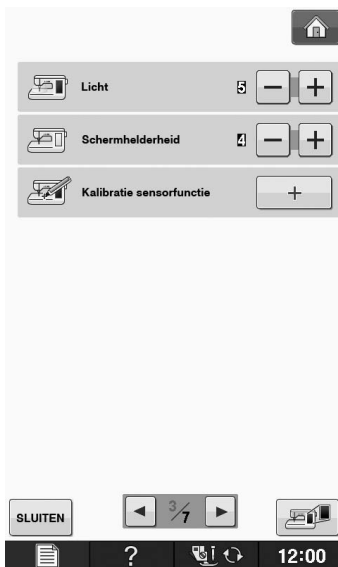 Licht 5 − +
Schermhelderheid 4 − +
Kalibratie sensorfunctie +
SLUITEN 3/7
? 12:00